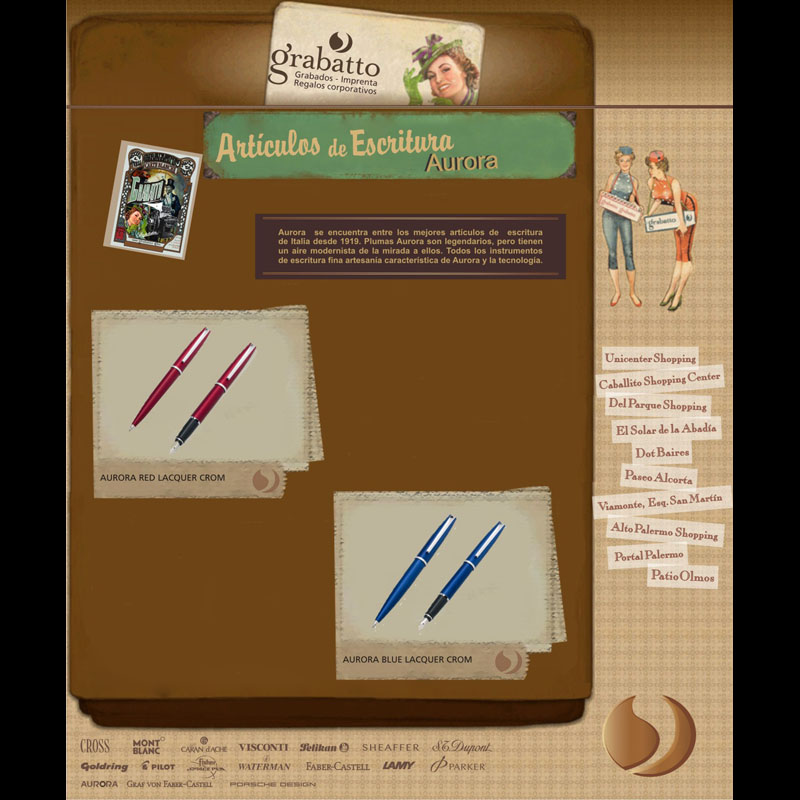 grabatto
Grabados - Imprenta
Regalos corporativos
Artículos de Escritura
Aurora
Aurora se encuentra entre los mejores artículos de escritura
de Italia desde 1919. Plumas Aurora son legendarios, pero tienen
un aire modernista de la mirada a ellos. Todos los instrumentos
de escritura fina artesanía característica de Aurora y la tecnología.
grabatto
Unicenter Shopping
Caballito Shopping Center
Del Parque Shopping
El Solar de la Abadía
Dot Baires
Paseo Alcorta
Viamonte, Esq. San Martín
Alto Palermo Shopping
Portal Palermo
Patio Olmos
AURORA RED LACQUER CROM
AURORA BLUE LACQUER CROM
CROSS MONT BLANC CARAN d'ACHE VISCONTI Pelikan SHEAFFER S.T. Dupont
Goldring PILOT Fisher SPACE PEN WATERMAN FABER-CASTELL LAMY PARKER
AURORA GRAF VON FABER-CASTELL PORSCHE DESIGN